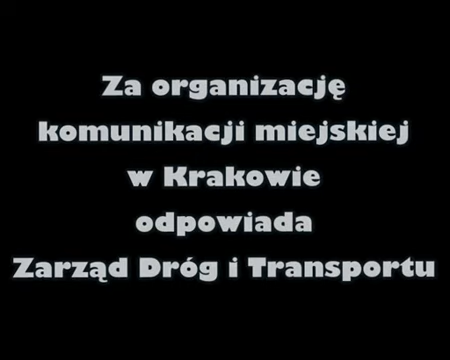 Za organizację
komunikacji miejskiej
w Krakowie
odpowiada
Zarząd Dróg i Transportu